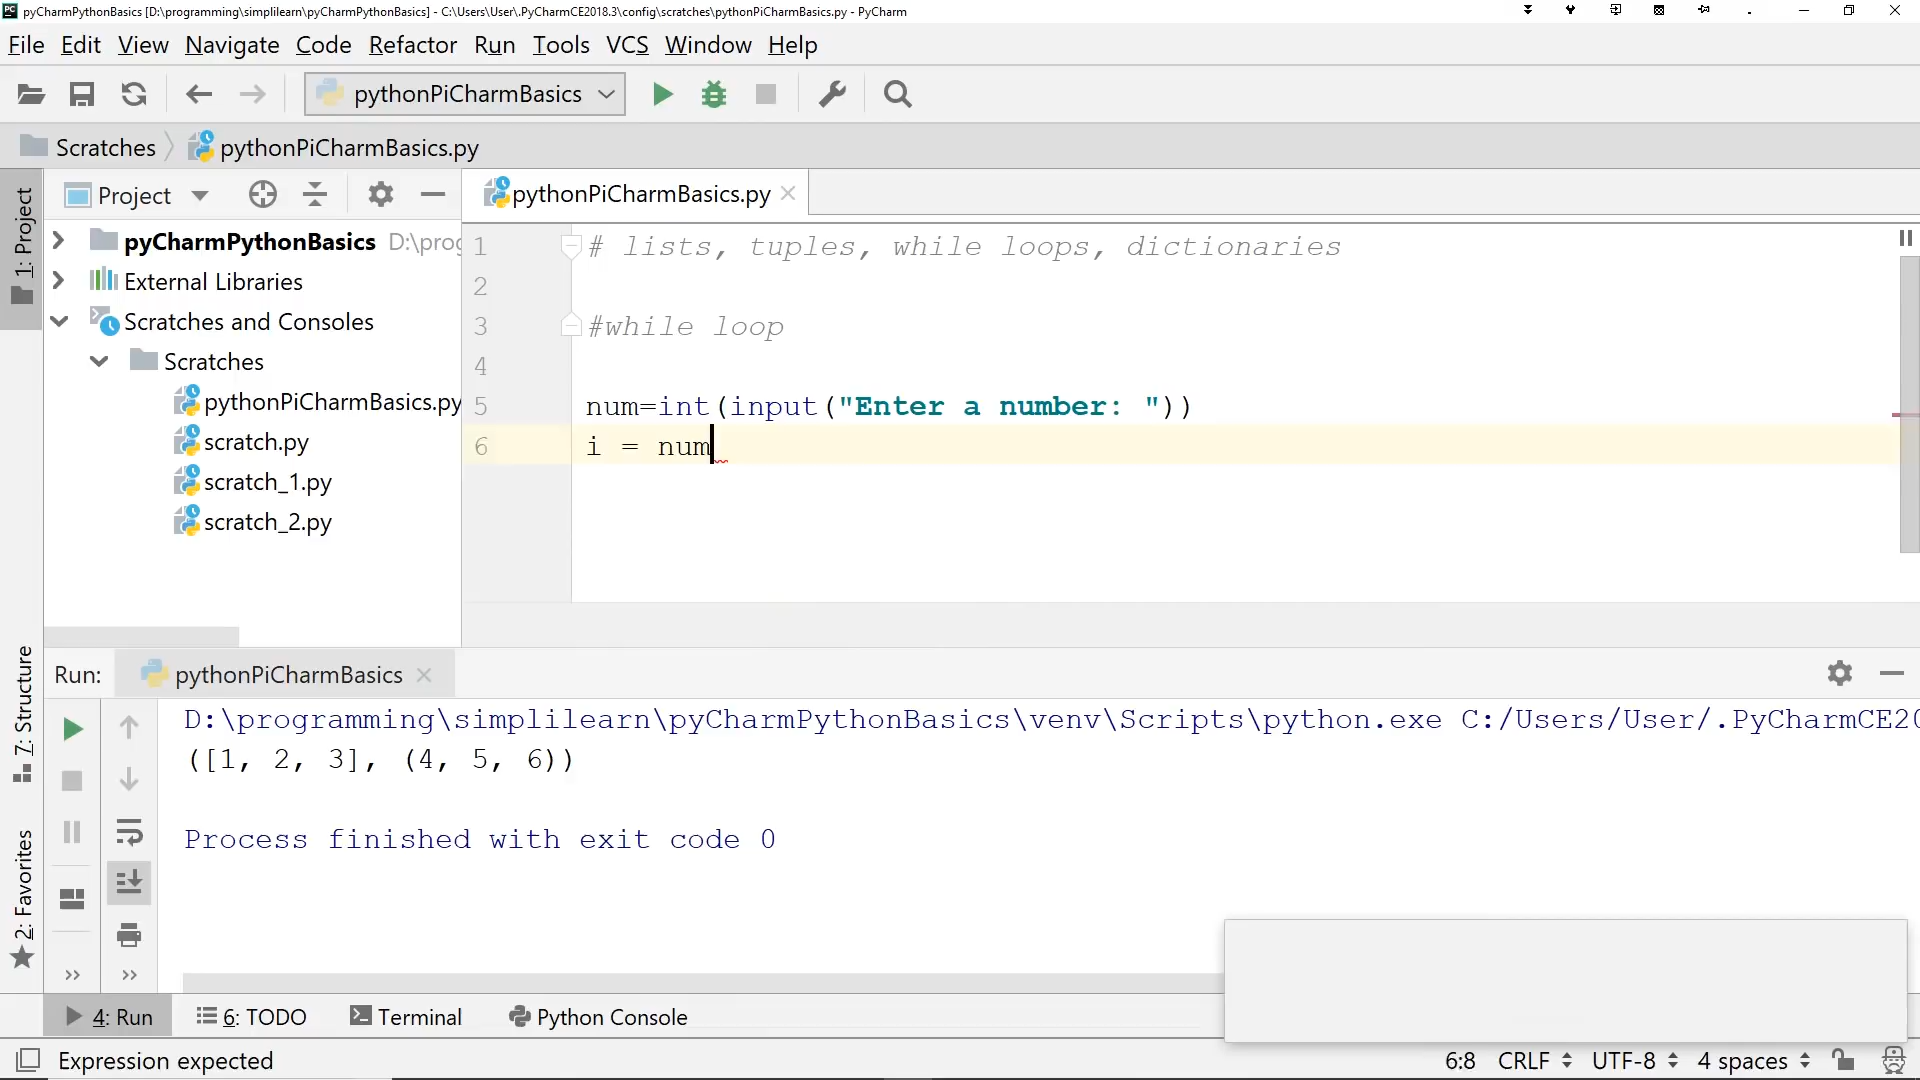 PC pyCharmPythonBasics [D:\programming\simplilearn\pyCharmPythonBasics] - C:\Users\User\.PyCharmCE2018.3\config\scratches\pythonPiCharmBasics.py - PyCharm
File Edit View Navigate Code Refactor Run Tools VCS Window Help
pythonPiCharmBasics
Scratches pythonPiCharmBasics.py
1: Project
Project
pythonPiCharmBasics.py
pyCharmPythonBasics D:\prog
External Libraries
Scratches and Consoles
Scratches
pythonPiCharmBasics.py
scratch.py
scratch_1.py
scratch_2.py
1 # lists, tuples, while loops, dictionaries
2
3 #while loop
4
5 num=int(input("Enter a number: "))
6 i = num
7: Structure
2: Favorites
Run: pythonPiCharmBasics
D:\programming\simplilearn\pyCharmPythonBasics\venv\Scripts\python.exe C:/Users/User/.PyCharmCE20
([1, 2, 3], (4, 5, 6))
Process finished with exit code 0
4: Run 6: TODO Terminal Python Console
Expression expected 6:8 CRLF UTF-8 4 spaces